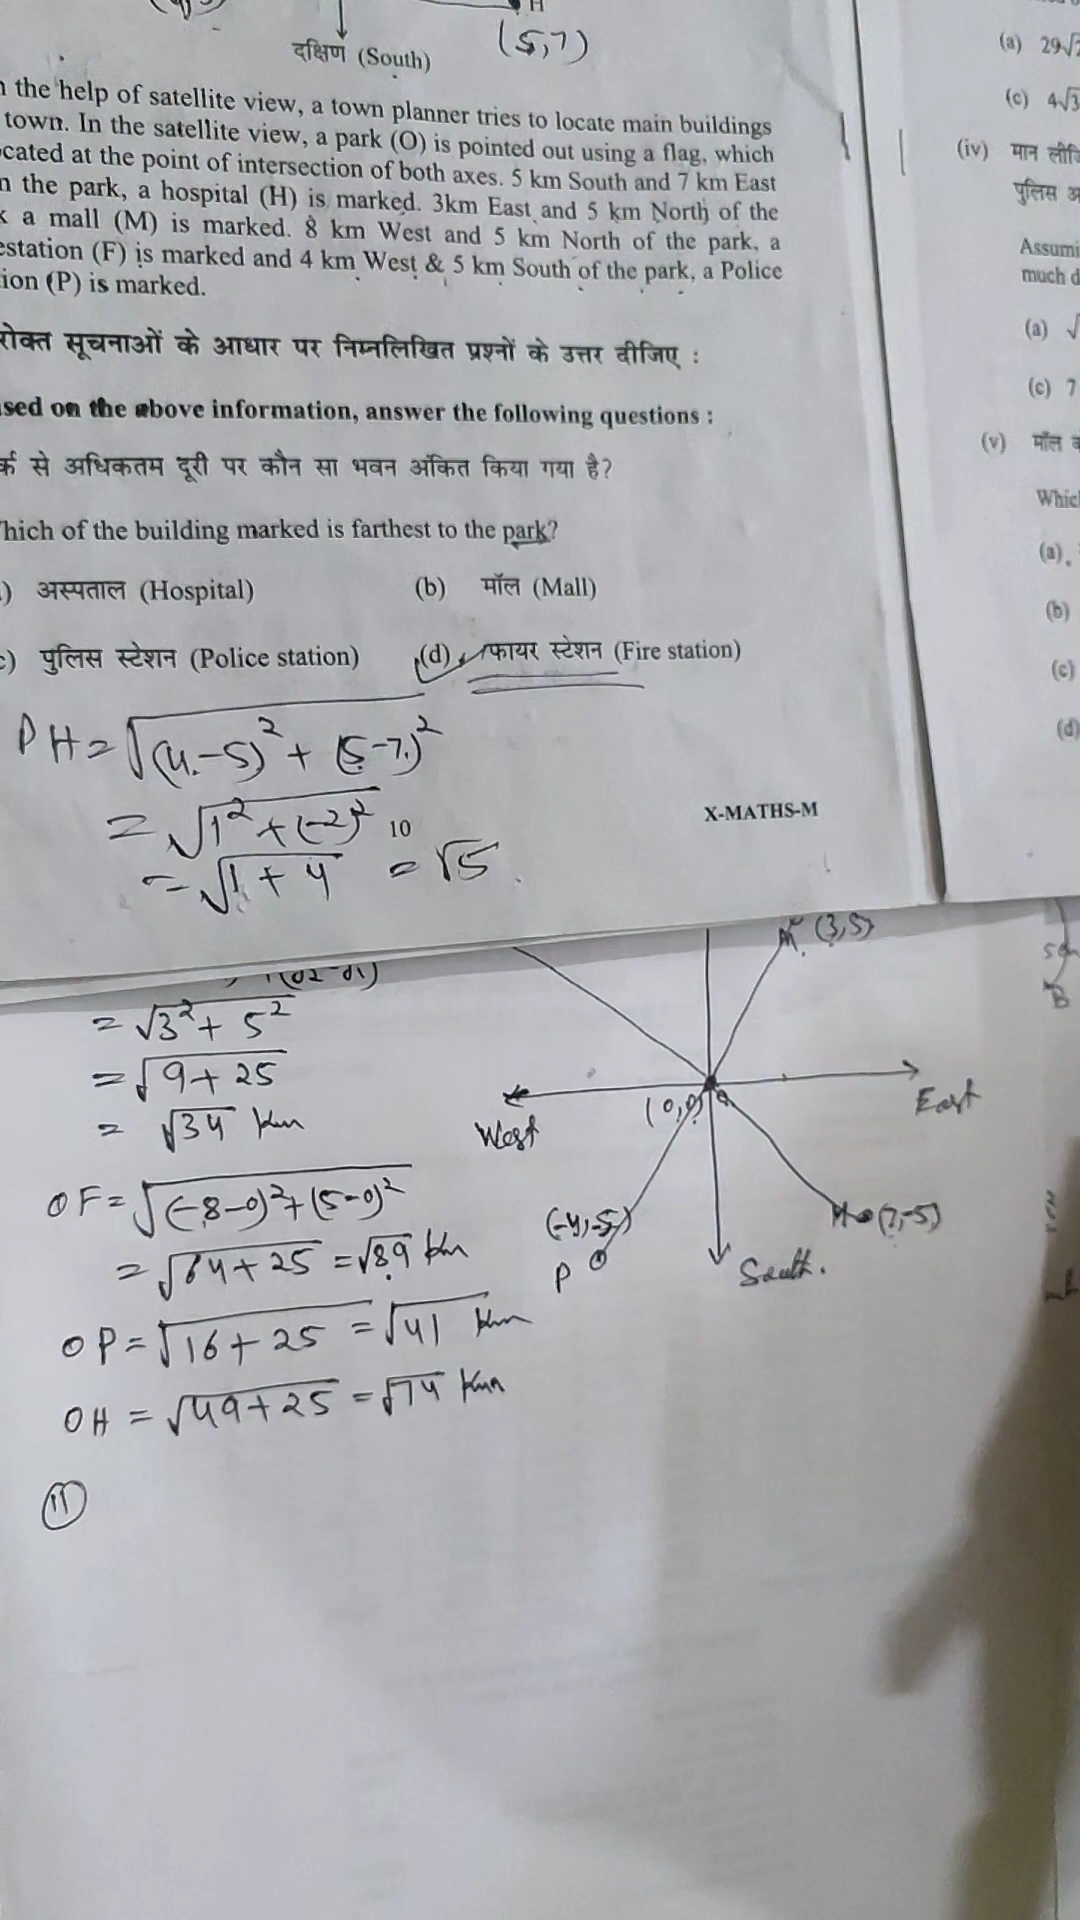 H
दक्षिण (South)
(5,7)
the help of satellite view, a town planner tries to locate main buildings
town. In the satellite view, a park (O) is pointed out using a flag, which
cated at the point of intersection of both axes. 5 km South and 7 km East
the park, a hospital (H) is marked. 3km East and 5 km North of the
a mall (M) is marked. 8 km West and 5 km North of the park, a
estation (F) is marked and 4 km West & 5 km South of the park, a Police
ion (P) is marked.
रोक्त सूचनाओं के आधार पर निम्नलिखित प्रश्नों के उत्तर दीजिए :
sed on the above information, answer the following questions :
र्क से अधिकतम दूरी पर कौन सा भवन अंकित किया गया है?
hich of the building marked is farthest to the park?
) अस्पताल (Hospital)
(b) मॉल (Mall)
c) पुलिस स्टेशन (Police station)
(d) फायर स्टेशन (Fire station)
PH = √(4-5)² + (5-7)²
= √1² + (-2)²
10
X-MATHS-M
= √1 + 4 = √5
(a) 29√2
(c) 4√3
(iv) मान लीजि
पुलिस अ
Assumi
much d
(a) √
(c) 7
(v) मॉल
Whic
(a)
(b)
(c)
(d)
= √3² + 5²
= √9 + 25
= √34 km
OF = √(-8-0)² + (5-0)²
= √64 + 25 = √89 km
OP = √16 + 25 = √41 km
OH = √49 + 25 = √74 km
M (3,5)
East
West
(0,0)
(-4,-5)
P
H (7,-5)
South.
B